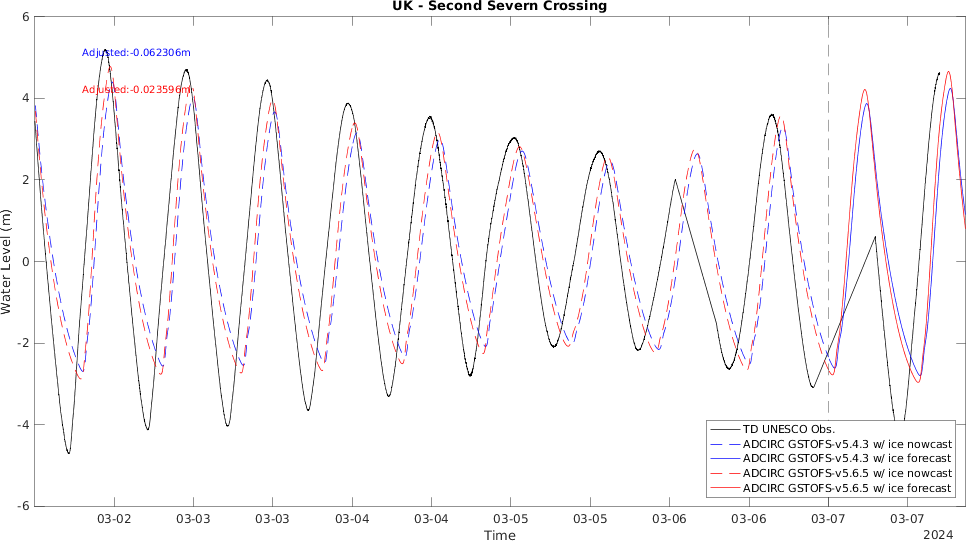 UK - Second Severn Crossing
Adjusted:-0.062306m
Adjusted:-0.023596m
6
4
2
0
-2
-4
-6
Water Level (m)
TD UNESCO Obs.
ADCIRC GSTOFS-v5.4.3 w/ ice nowcast
ADCIRC GSTOFS-v5.4.3 w/ ice forecast
ADCIRC GSTOFS-v5.6.5 w/ ice nowcast
ADCIRC GSTOFS-v5.6.5 w/ ice forecast
03-02 03-03 03-03 03-04 03-04 03-05 03-05 03-06 03-06 03-07 03-07
Time
2024